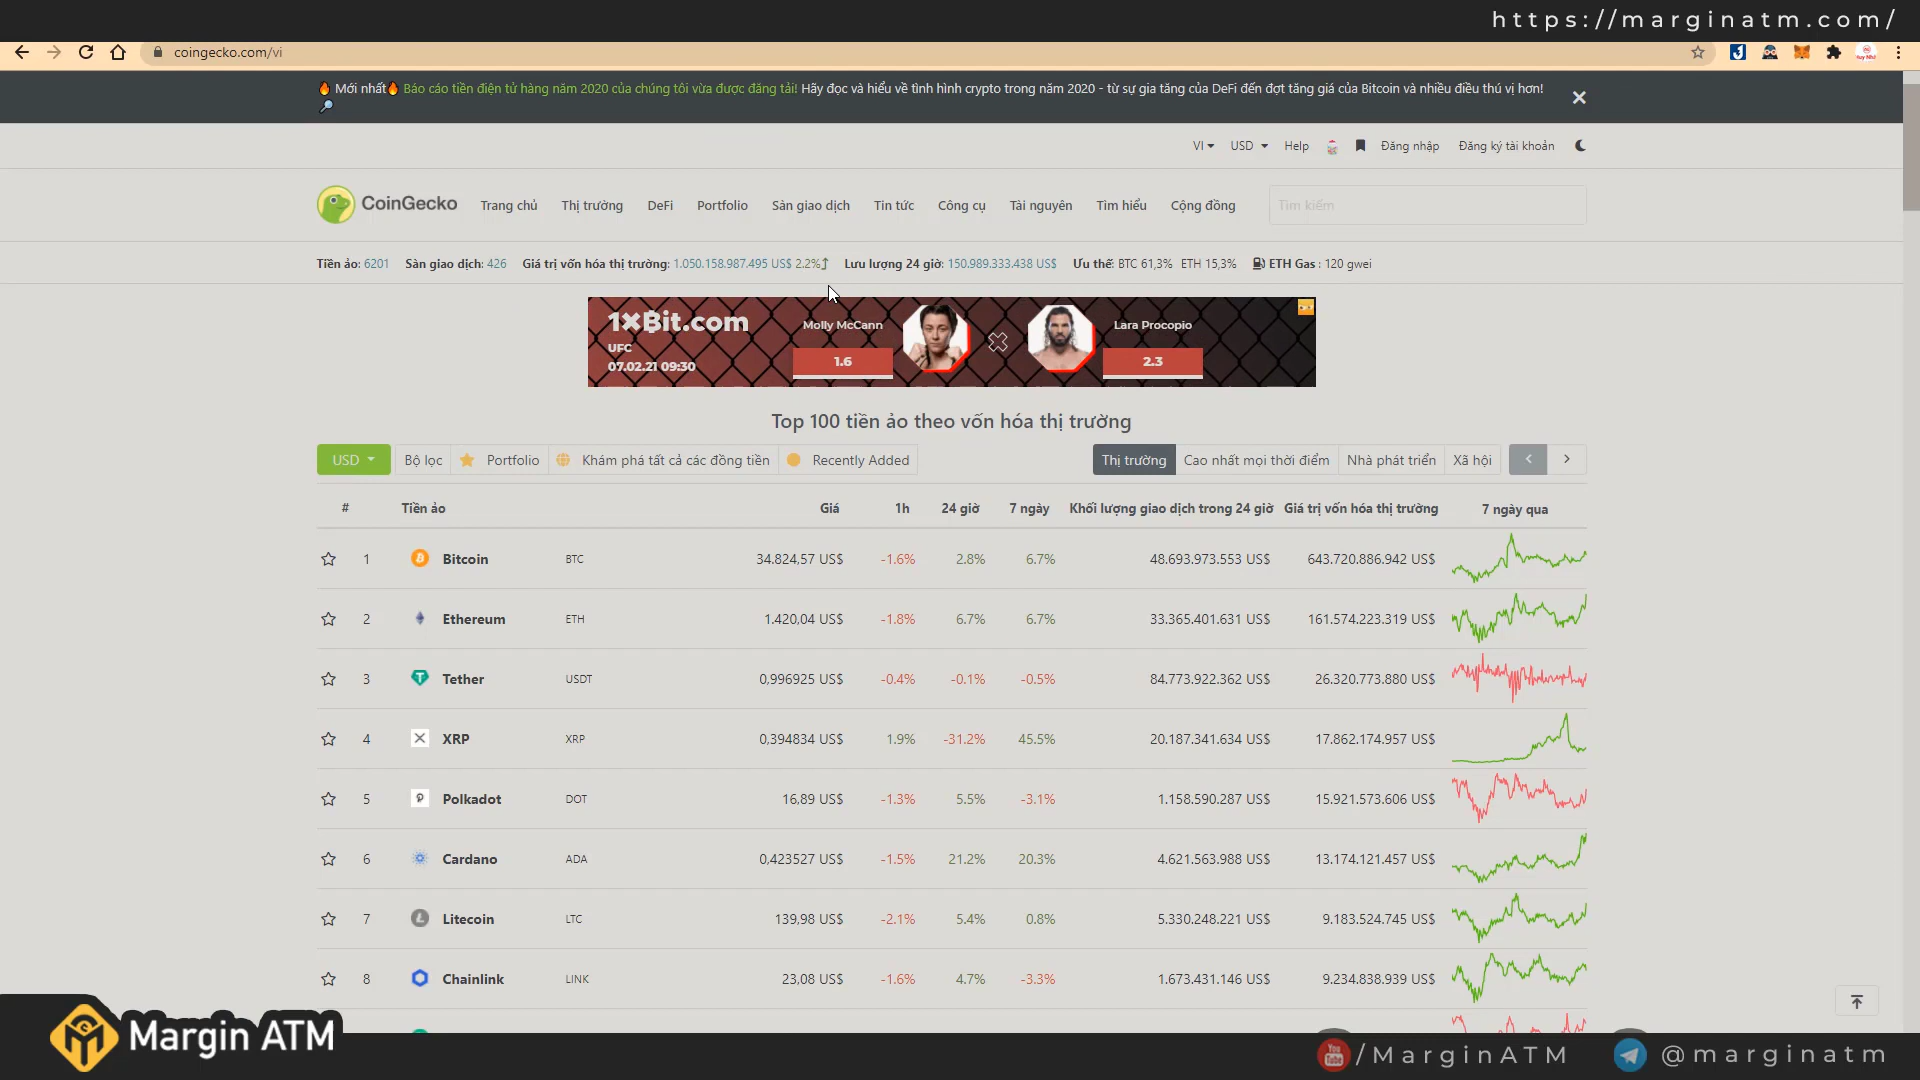 https://marginatm.com/
coingecko.com/vi
Mới nhất Báo cáo tiền điện tử hàng năm 2020 của chúng tôi vừa được đăng tải! Hãy đọc và hiểu về tình hình crypto trong năm 2020 - từ sự gia tăng của DeFi đến đợt tăng giá của Bitcoin và nhiều điều thú vị hơn!
VI USD Help Đăng nhập Đăng ký tài khoản
CoinGecko Trang chủ Thị trường DeFi Portfolio Sàn giao dịch Tin tức Công cụ Tài nguyên Tìm hiểu Cộng đồng Tìm kiếm
Tiền ảo: 6201 Sàn giao dịch: 426 Giá trị vốn hóa thị trường: 1.050.158.987.495 US$ 2.2% Lưu lượng 24 giờ: 150.989.333.438 US$ Ưu thế: BTC 61,3% ETH 15,3% ETH Gas : 120 gwei
1XBit.com Molly McCann Lara Procopio
UFC
07.02.21 09:30 1.6 2.3
Top 100 tiền ảo theo vốn hóa thị trường
USD Bộ lọc Portfolio Khám phá tất cả các đồng tiền Recently Added Thị trường Cao nhất mọi thời điểm Nhà phát triển Xã hội
# Tiền ảo Giá 1h 24 giờ 7 ngày Khối lượng giao dịch trong 24 giờ Giá trị vốn hóa thị trường 7 ngày qua
1 Bitcoin BTC 34.824,57 US$ -1.6% 2.8% 6.7% 48.693.973.553 US$ 643.720.886.942 US$
2 Ethereum ETH 1.420,04 US$ -1.8% 6.7% 6.7% 33.365.401.631 US$ 161.574.223.319 US$
3 Tether USDT 0,996925 US$ -0.4% -0.1% -0.5% 84.773.922.362 US$ 26.320.773.880 US$
4 XRP XRP 0,394834 US$ 1.9% -31.2% 45.5% 20.187.341.634 US$ 17.862.174.957 US$
5 Polkadot DOT 16,89 US$ -1.3% 5.5% -3.1% 1.158.590.287 US$ 15.921.573.606 US$
6 Cardano ADA 0,423527 US$ -1.5% 21.2% 20.3% 4.621.563.988 US$ 13.174.121.457 US$
7 Litecoin LTC 139,98 US$ -2.1% 5.4% 0.8% 5.330.248.221 US$ 9.183.524.745 US$
8 Chainlink LINK 23,08 US$ -1.6% 4.7% -3.3% 1.673.431.146 US$ 9.234.838.939 US$
Margin ATM
You Tube /MarginATM @marginatm